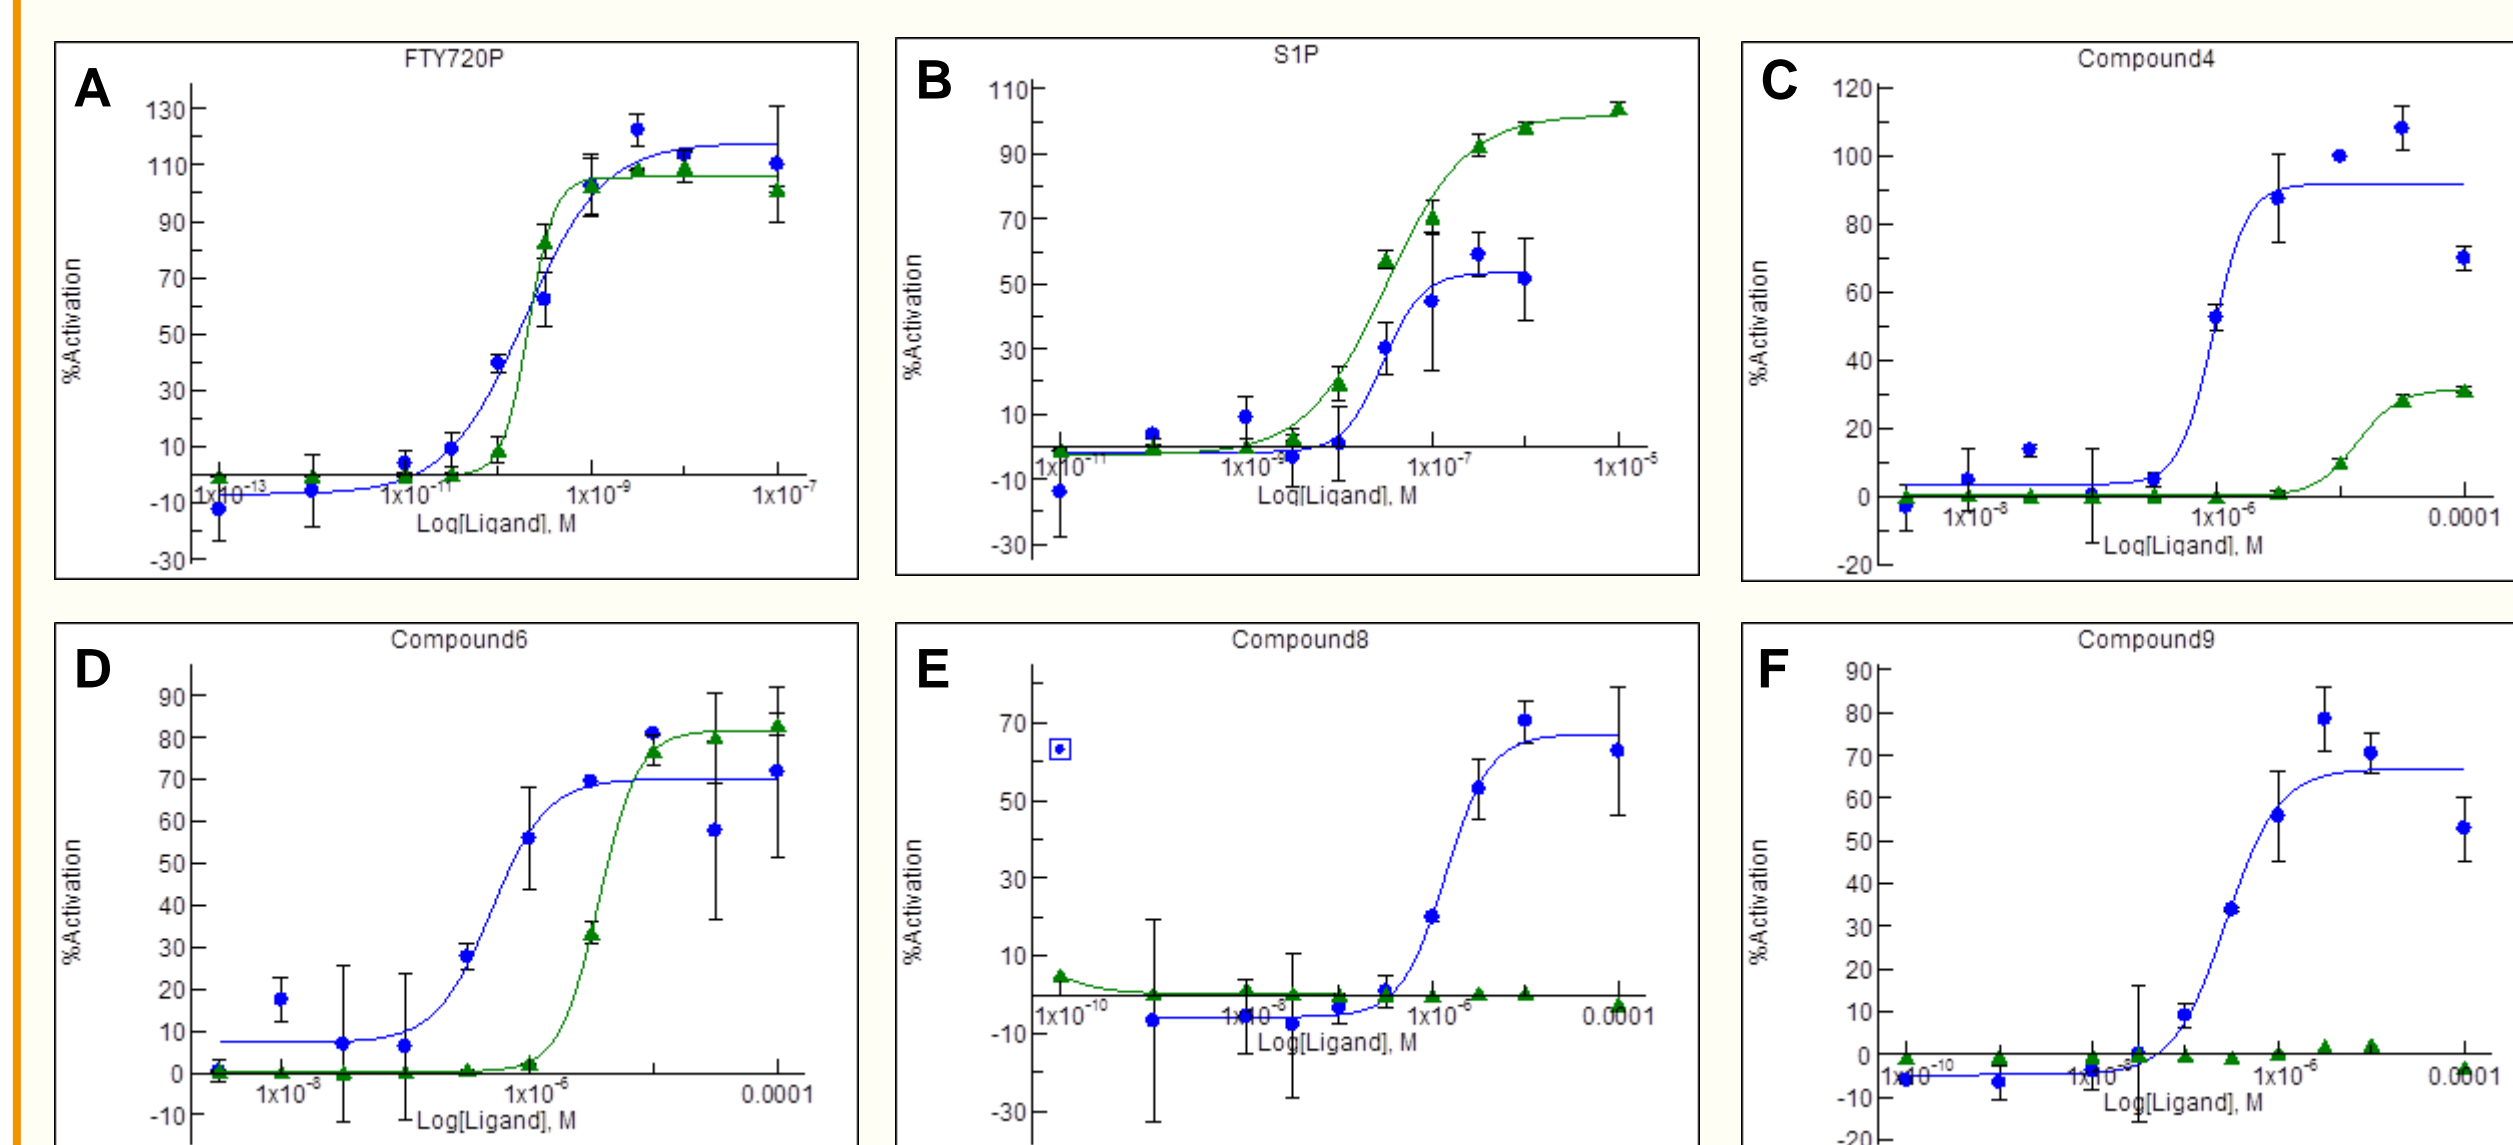 A
FTY720P
130
110
90
70
50
30
10
-10
-30
%Activation
1x10-13
1x10-11
1x10-9
1x10-7
Log[Ligand], M
B
S1P
110
90
70
50
30
10
-10
-30
%Activation
1x10-11
1x10-9
1x10-7
1x10-5
Log[Ligand], M
C
Compound4
120
100
80
60
40
20
0
-20
%Activation
1x10-8
1x10-6
0.0001
Log[Ligand], M
D
Compound6
90
80
70
60
50
40
30
20
10
0
-10
%Activation
1x10-8
1x10-6
0.0001
Log[Ligand], M
E
Compound8
70
50
30
10
-10
-30
%Activation
1x10-10
1x10-8
1x10-6
0.0001
Log[Ligand], M
F
Compound9
90
80
70
60
50
40
30
20
10
0
-10
-20
%Activation
1x10-10
1x10-8
1x10-6
0.0001
Log[Ligand], M